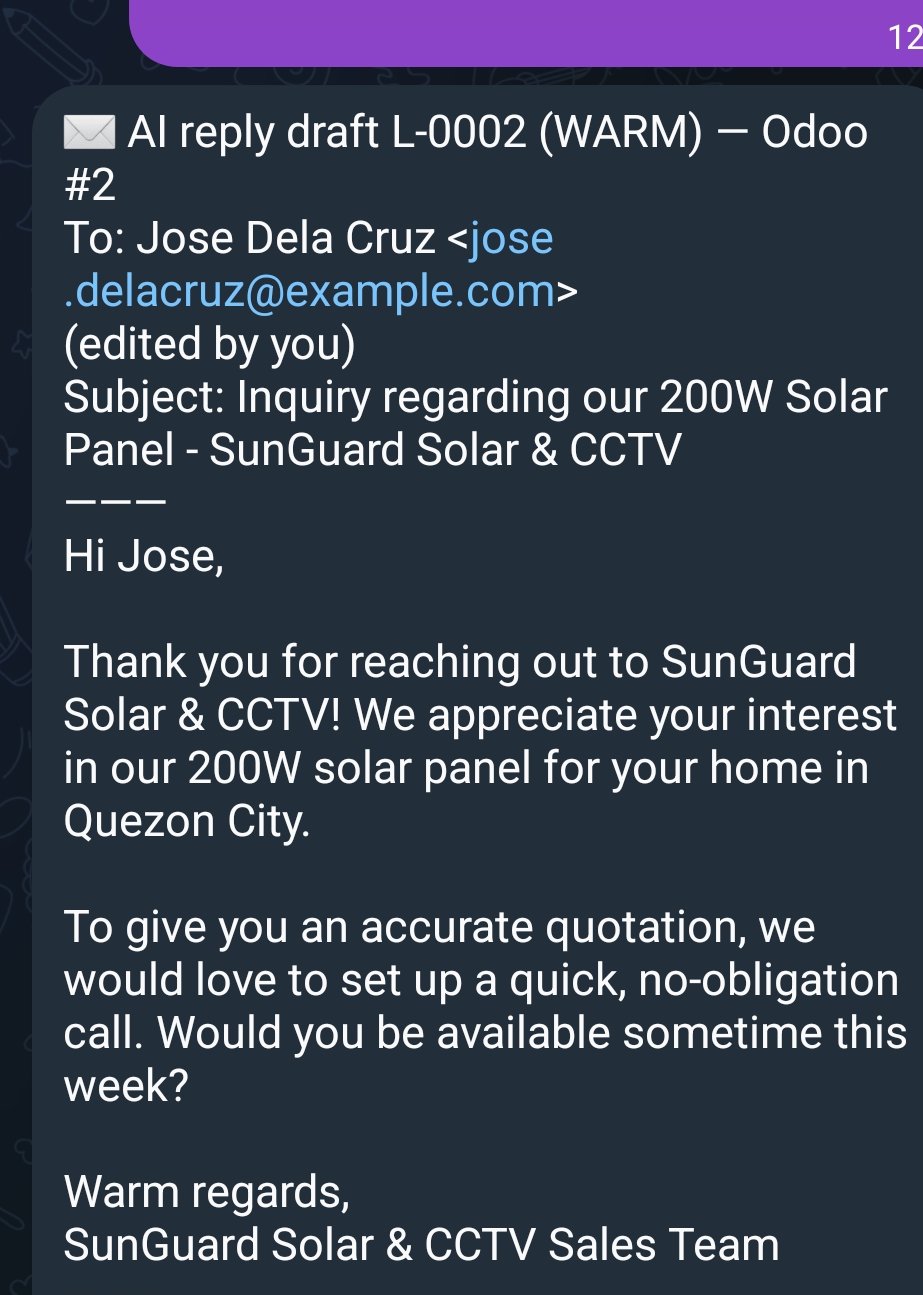 12
✉️ AI reply draft L-0002 (WARM) — Odoo
#2
To: Jose Dela Cruz <jose
.delacruz@example.com>
(edited by you)
Subject: Inquiry regarding our 200W Solar
Panel - SunGuard Solar & CCTV
———
Hi Jose,
Thank you for reaching out to SunGuard
Solar & CCTV! We appreciate your interest
in our 200W solar panel for your home in
Quezon City.
To give you an accurate quotation, we
would love to set up a quick, no-obligation
call. Would you be available sometime this
week?
Warm regards,
SunGuard Solar & CCTV Sales Team